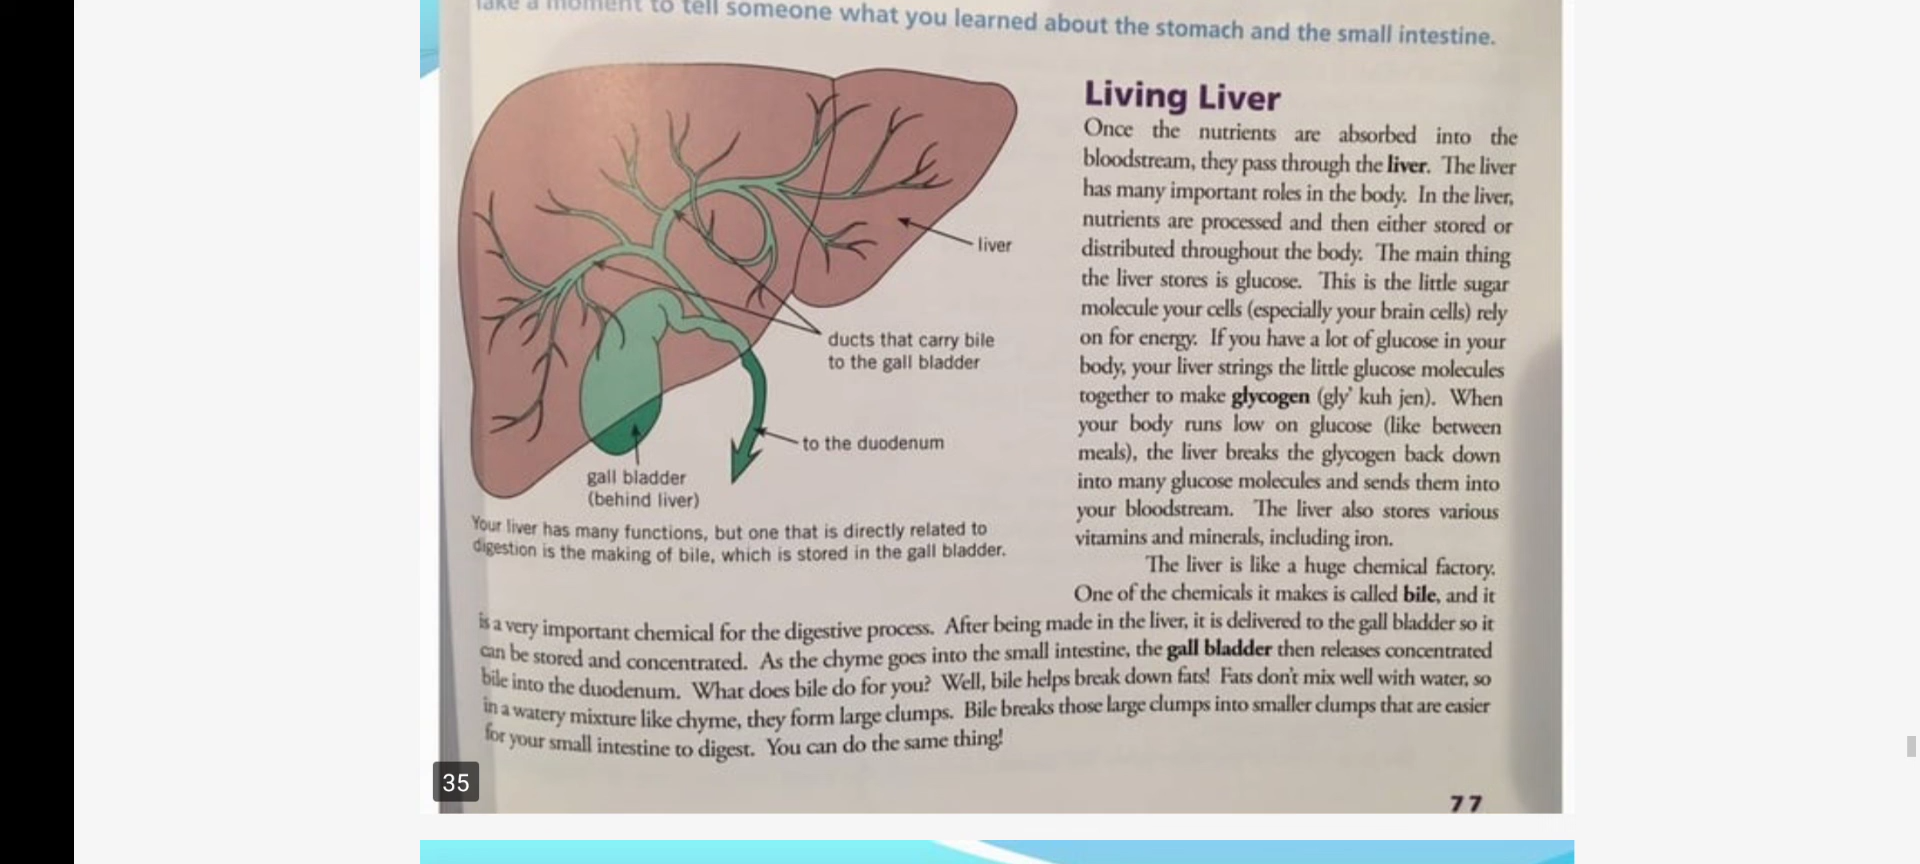 Take a moment to tell someone what you learned about the stomach and the small intestine.
liver
ducts that carry bile
to the gall bladder
to the duodenum
gall bladder
(behind liver)
Your liver has many functions, but one that is directly related to
digestion is the making of bile, which is stored in the gall bladder.
Living Liver
Once the nutrients are absorbed into the
bloodstream, they pass through the liver. The liver
has many important roles in the body. In the liver,
nutrients are processed and then either stored or
distributed throughout the body. The main thing
the liver stores is glucose. This is the little sugar
molecule your cells (especially your brain cells) rely
on for energy. If you have a lot of glucose in your
body, your liver strings the little glucose molecules
together to make glycogen (gly' kuh jen). When
your body runs low on glucose (like between
meals), the liver breaks the glycogen back down
into many glucose molecules and sends them into
your bloodstream. The liver also stores various
vitamins and minerals, including iron.
The liver is like a huge chemical factory.
One of the chemicals it makes is called bile, and it
is a very important chemical for the digestive process. After being made in the liver, it is delivered to the gall bladder so it
can be stored and concentrated. As the chyme goes into the small intestine, the gall bladder then releases concentrated
bile into the duodenum. What does bile do for you? Well, bile helps break down fats! Fats don't mix well with water, so
in a watery mixture like chyme, they form large clumps. Bile breaks those large clumps into smaller clumps that are easier
for your small intestine to digest. You can do the same thing!
35
77